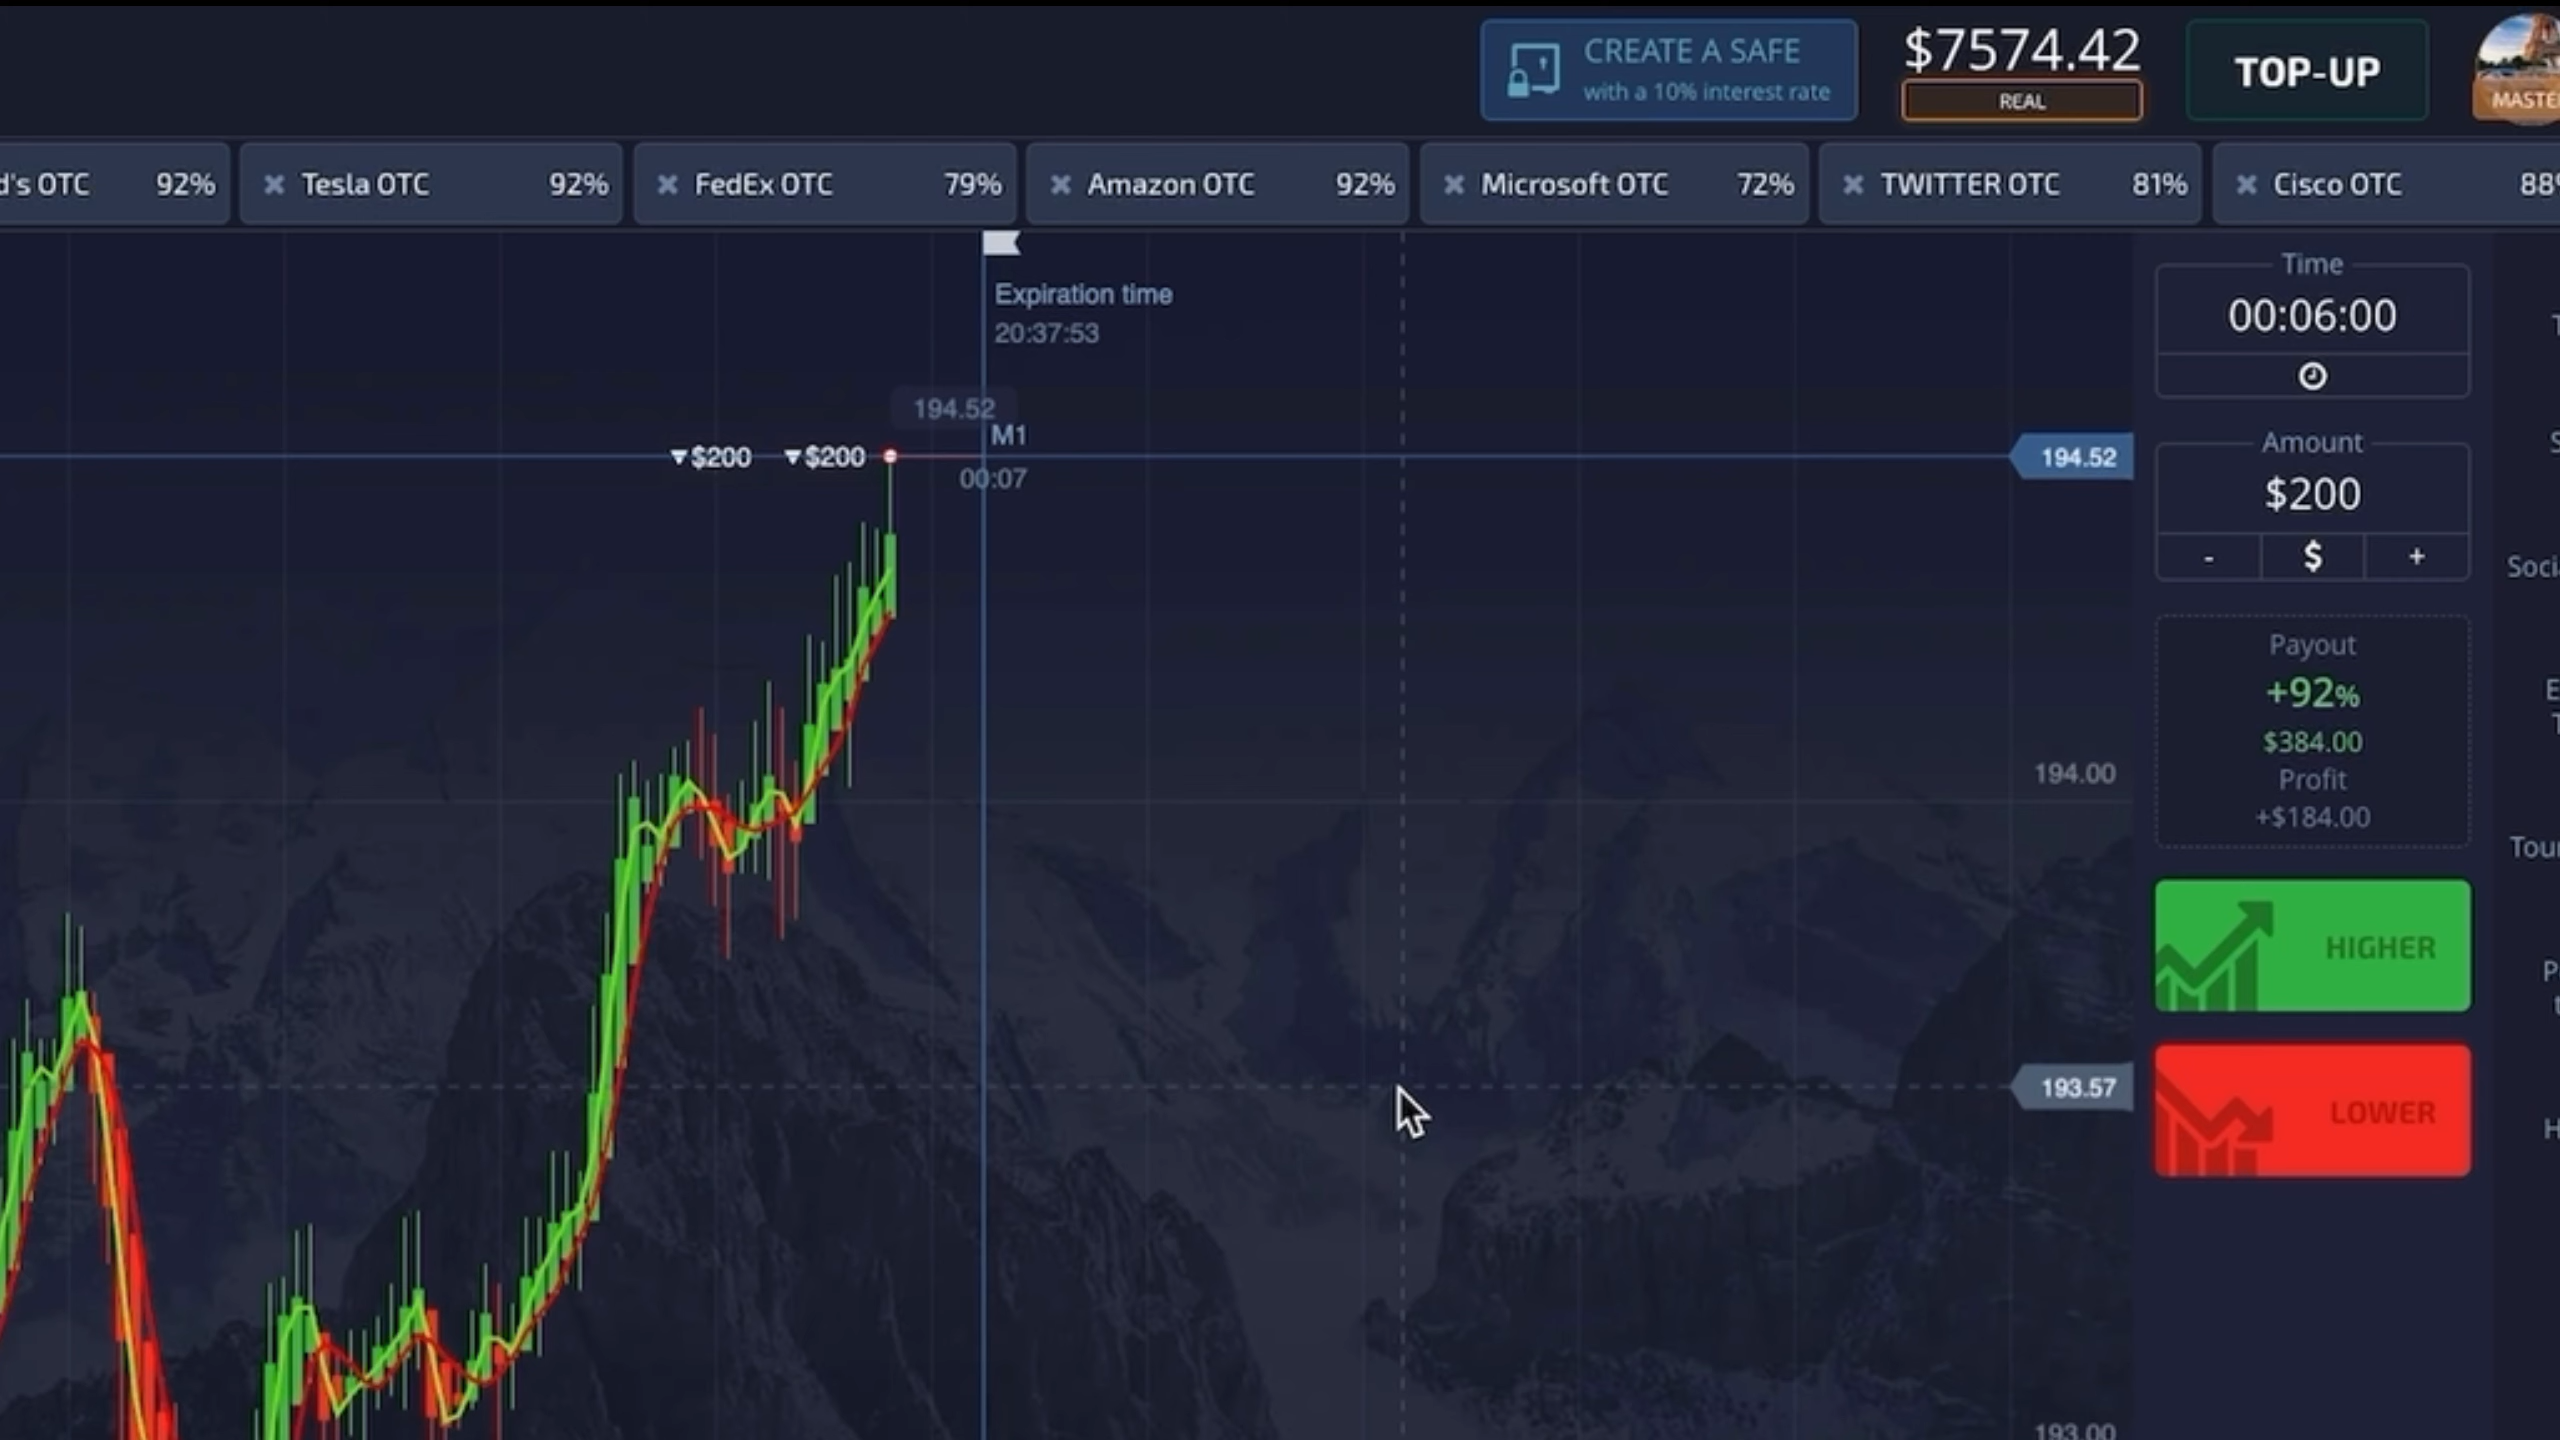 CREATE A SAFE
with a 10% interest rate
$7574.42
REAL
TOP-UP
d's OTC 92%
Tesla OTC 92%
FedEx OTC 79%
Amazon OTC 92%
Microsoft OTC 72%
TWITTER OTC 81%
Cisco OTC 88
Expiration time
20:37:53
194.52
M1
$200
$200
00:07
194.52
194.00
193.57
193.00
Time
00:06:00
Amount
$200
- $ +
Payout
+92%
$384.00
Profit
+$184.00
HIGHER
LOWER